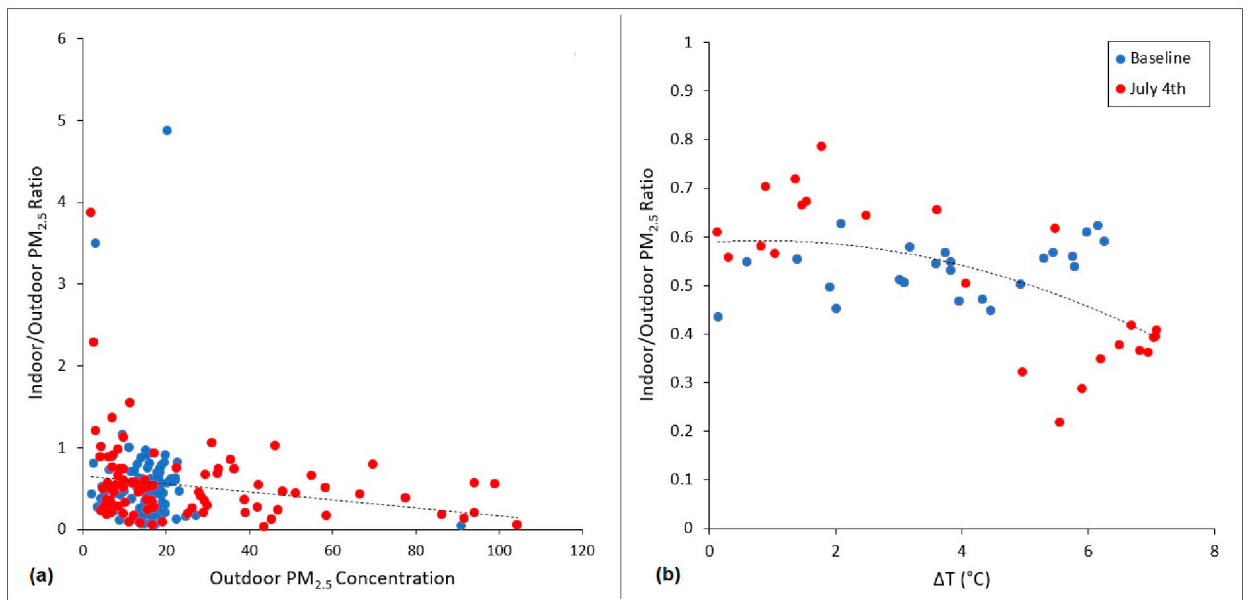 6
5
4
3
2
1
0
0 20 40 60 80 100 120
Indoor/Outdoor PM2.5 Ratio
Outdoor PM2.5 Concentration
(a)
1
0.9
0.8
0.7
0.6
0.5
0.4
0.3
0.2
0.1
0
0 2 4 6 8
Indoor/Outdoor PM2.5 Ratio
ΔT (°C)
(b)
Baseline
July 4th